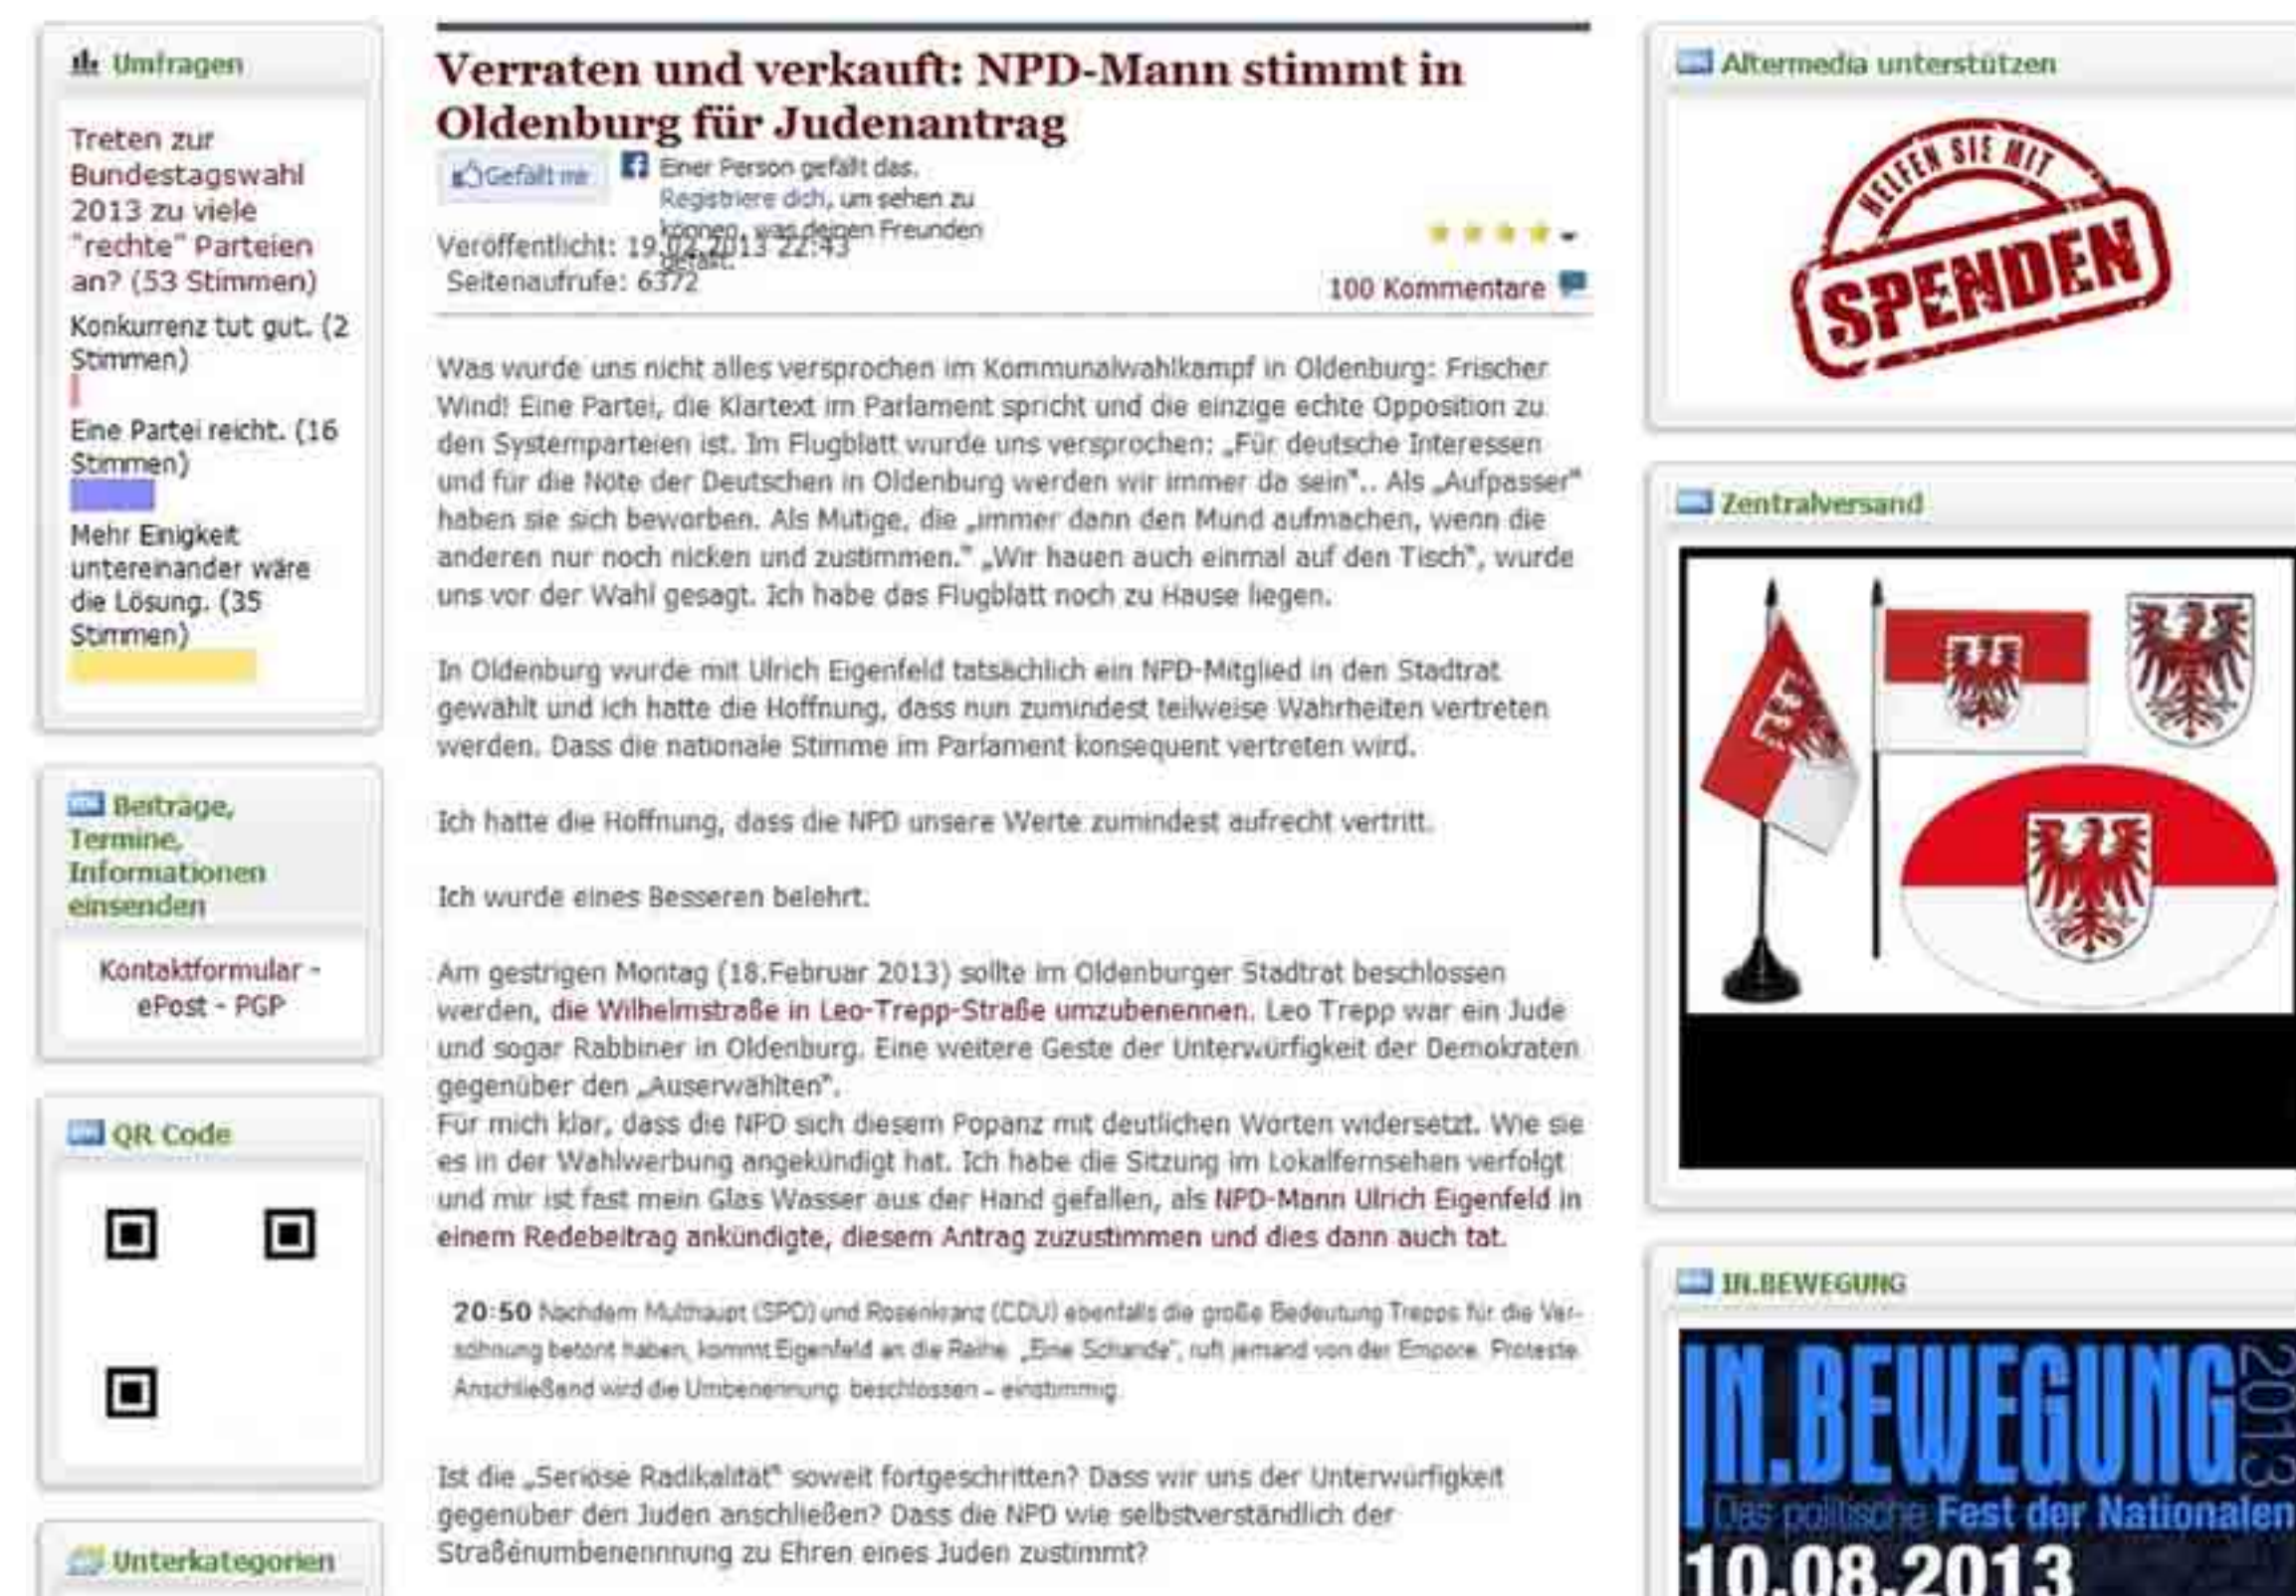 Umfragen
Treten zur
Bundestagswahl
2013 zu viele
"rechte" Parteien
an? (53 Stimmen)
Konkurrenz tut gut. (2
Stimmen)
Eine Partei reicht. (16
Stimmen)
Mehr Einigkeit
untereinander wäre
die Lösung. (35
Stimmen)
Beiträge,
Termine,
Informationen
einsenden
Kontaktformular -
ePost - PGP
QR Code
Unterkategorien
Verraten und verkauft: NPD-Mann stimmt in
Oldenburg für Judenantrag
Gefällt mir
Einer Person gefällt das.
Registriere dich, um sehen zu
können, was deinen Freunden
gefällt.
Veröffentlicht: 19.02.2013 22:43
Seitenaufrufe: 6372
100 Kommentare
Was wurde uns nicht alles versprochen im Kommunalwahlkampf in Oldenburg: Frischer
Wind! Eine Partei, die Klartext im Parlament spricht und die einzige echte Opposition zu
den Systemparteien ist. Im Flugblatt wurde uns versprochen: „Für deutsche Interessen
und für die Nöte der Deutschen in Oldenburg werden wir immer da sein".. Als „Aufpasser"
haben sie sich beworben. Als Mutige, die „immer dann den Mund aufmachen, wenn die
anderen nur noch nicken und zustimmen." „Wir hauen auch einmal auf den Tisch", wurde
uns vor der Wahl gesagt. Ich habe das Flugblatt noch zu Hause liegen.
In Oldenburg wurde mit Ulrich Eigenfeld tatsächlich ein NPD-Mitglied in den Stadtrat
gewählt und ich hatte die Hoffnung, dass nun zumindest teilweise Wahrheiten vertreten
werden. Dass die nationale Stimme im Parlament konsequent vertreten wird.
Ich hatte die Hoffnung, dass die NPD unsere Werte zumindest aufrecht vertritt.
Ich wurde eines Besseren belehrt.
Am gestrigen Montag (18.Februar 2013) sollte im Oldenburger Stadtrat beschlossen
werden, die Wilhelmstraße in Leo-Trepp-Straße umzubenennen. Leo Trepp war ein Jude
und sogar Rabbiner in Oldenburg. Eine weitere Geste der Unterwürfigkeit der Demokraten
gegenüber den „Auserwählten".
Für mich klar, dass die NPD sich diesem Popanz mit deutlichen Worten widersetzt. Wie sie
es in der Wahlwerbung angekündigt hat. Ich habe die Sitzung im Lokalfernsehen verfolgt
und mir ist fast mein Glas Wasser aus der Hand gefallen, als NPD-Mann Ulrich Eigenfeld in
einem Redebeitrag ankündigte, diesem Antrag zuzustimmen und dies dann auch tat.
20:50 Nachdem Multhaupt (SPD) und Rosenkranz (CDU) ebenfalls die große Bedeutung Trepps für die Ver-
söhnung betont haben, kommt Eigenfeld an die Reihe. „Eine Schande", ruft jemand von der Empore. Proteste.
Anschließend wird die Umbenennung beschlossen – einstimmig.
Ist die „Seriöse Radikalität" soweit fortgeschritten? Dass wir uns der Unterwürfigkeit
gegenüber den Juden anschließen? Dass die NPD wie selbstverständlich der
Straßénumbenennnung zu Ehren eines Juden zustimmt?
Altermedia unterstützen
HELFEN SIE MIT
SPENDEN
Zentralversand
IN.BEWEGUNG
IN.BEWEGUNG 2013
Das politische Fest der Nationalen
10.08.2013